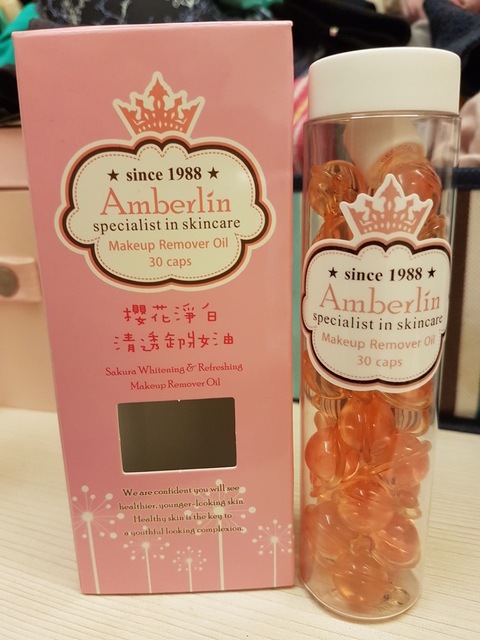 ★ since 1988 ★
Amberlin
specialist in skincare
Makeup Remover Oil
30 caps
櫻花淨白
清透卸妝油
Sakura Whitening & Refreshing
Makeup Remover Oil
We are confident you will see
healthier, younger-looking skin.
Healthy skin is the key to
a youthful looking complexion.
★ since 1988 ★
Amberlin
specialist in skincare
Makeup Remover Oil
30 caps